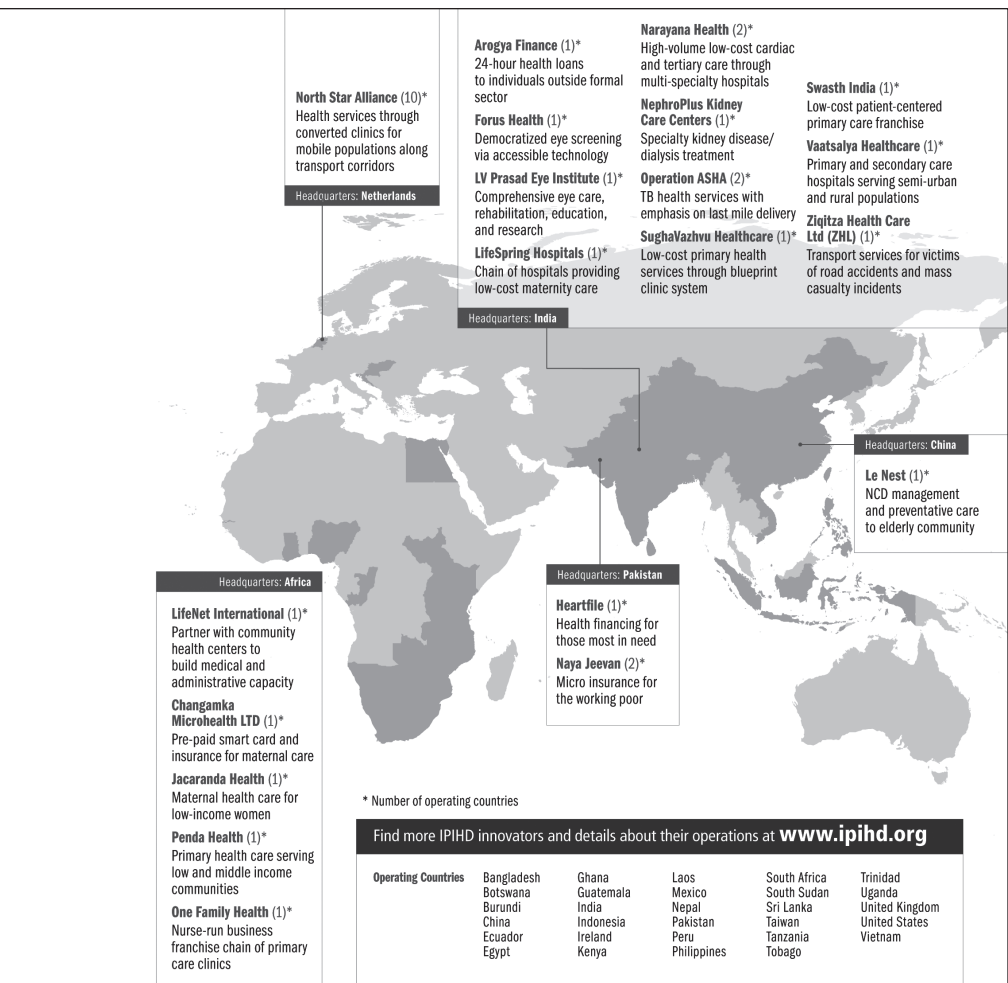 North Star Alliance (10)*
Health services through
converted clinics for
mobile populations along
transport corridors
Headquarters: Netherlands
Arogya Finance (1)*
24-hour health loans
to individuals outside formal
sector
Forus Health (1)*
Democratized eye screening
via accessible technology
LV Prasad Eye Institute (1)*
Comprehensive eye care,
rehabilitation, education,
and research
LifeSpring Hospitals (1)*
Chain of hospitals providing
low-cost maternity care
Narayana Health (2)*
High-volume low-cost cardiac
and tertiary care through
multi-specialty hospitals
NephroPlus Kidney
Care Centers (1)*
Specialty kidney disease/
dialysis treatment
Operation ASHA (2)*
TB health services with
emphasis on last mile delivery
SughaVazhvu Healthcare (1)*
Low-cost primary health
services through blueprint
clinic system
Swasth India (1)*
Low-cost patient-centered
primary care franchise
Vaatsalya Healthcare (1)*
Primary and secondary care
hospitals serving semi-urban
and rural populations
Ziqitza Health Care
Ltd (ZHL) (1)*
Transport services for victims
of road accidents and mass
casualty incidents
Headquarters: India
Headquarters: China
Le Nest (1)*
NCD management
and preventative care
to elderly community
Headquarters: Pakistan
Heartfile (1)*
Health financing for
those most in need
Naya Jeevan (2)*
Micro insurance for
the working poor
Headquarters: Africa
LifeNet International (1)*
Partner with community
health centers to
build medical and
administrative capacity
Changamka
Microhealth LTD (1)*
Pre-paid smart card and
insurance for maternal care
Jacaranda Health (1)*
Maternal health care for
low-income women
Penda Health (1)*
Primary health care serving
low and middle income
communities
One Family Health (1)*
Nurse-run business
franchise chain of primary
care clinics
* Number of operating countries
Find more IPIHD innovators and details about their operations at www.ipihd.org
Operating Countries
Bangladesh
Botswana
Burundi
China
Ecuador
Egypt
Ghana
Guatemala
India
Indonesia
Ireland
Kenya
Laos
Mexico
Nepal
Pakistan
Peru
Philippines
South Africa
South Sudan
Sri Lanka
Taiwan
Tanzania
Tobago
Trinidad
Uganda
United Kingdom
United States
Vietnam